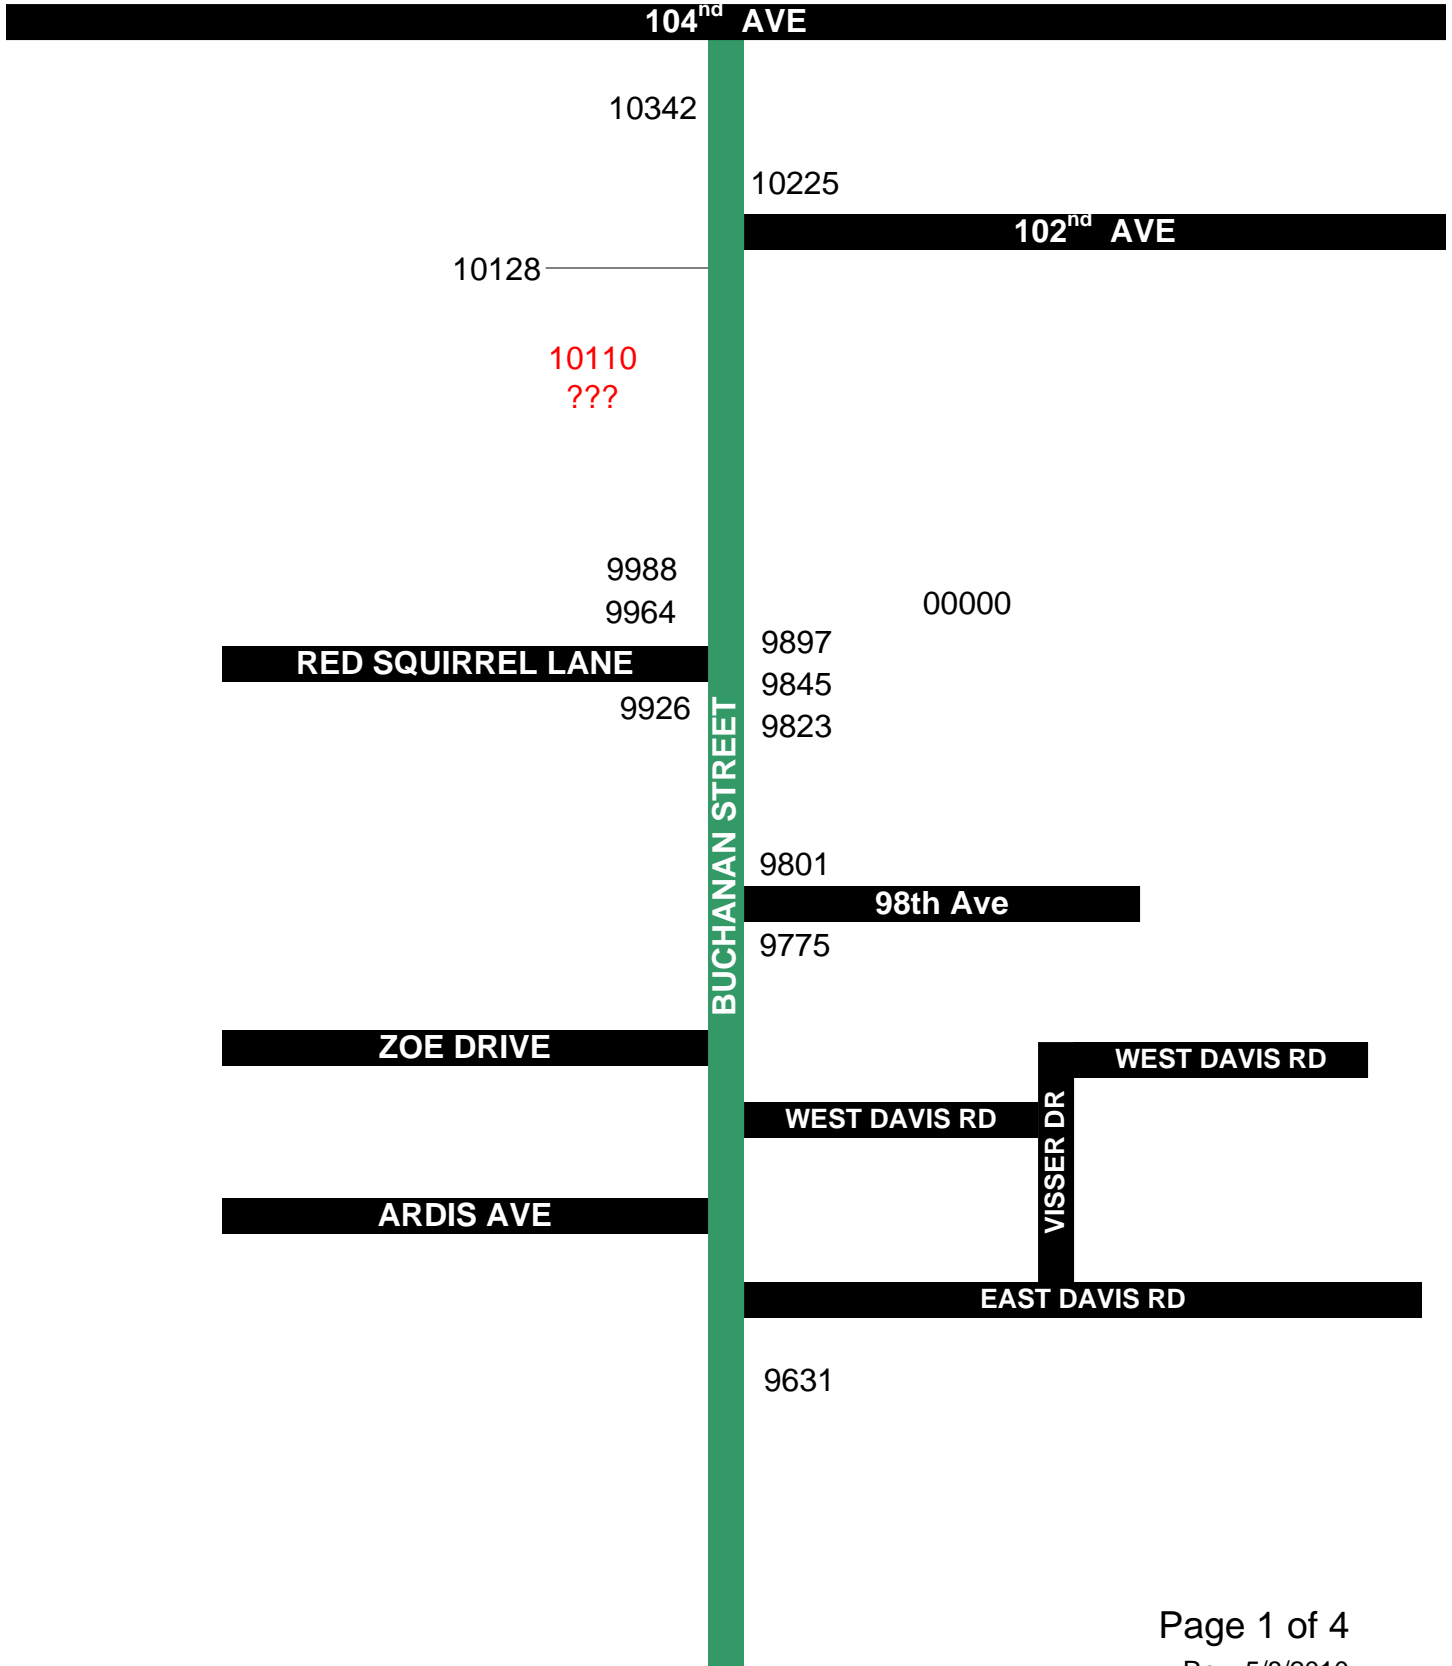 104nd AVE
10342
10225
102nd AVE
10128
10110
???
9988
00000
9964
9897
RED SQUIRREL LANE
9845
9926
9823
BUCHANAN STREET
9801
98th Ave
9775
ZOE DRIVE
WEST DAVIS RD
WEST DAVIS RD
VISSER DR
ARDIS AVE
EAST DAVIS RD
9631
Page 1 of 4